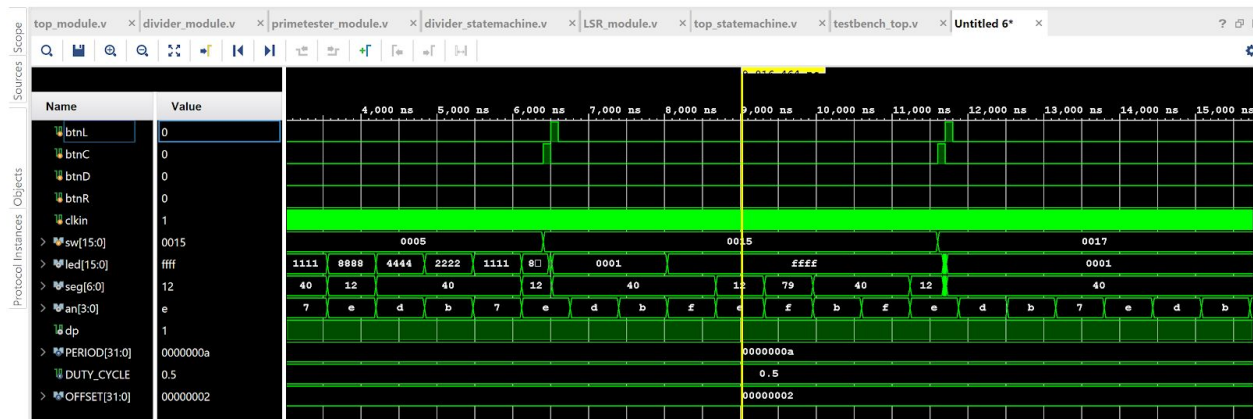 top_module.v × divider_module.v × primetester_module.v × divider_statemachine.v × LSR_module.v × top_statemachine.v × testbench_top.v × Untitled 6* × ?
Scope
Sources
Objects
Protocol Instances
Name Value
4,000 ns 5,000 ns 6,000 ns 7,000 ns 8,000 ns 9,000 ns 10,000 ns 11,000 ns 12,000 ns 13,000 ns 14,000 ns 15,000 ns
btnL 0
btnC 0
btnD 0
btnR 0
clkin 1
sw[15:0] 0015 0005 0015 0017
led[15:0] ffff 1111 8888 4444 2222 1111 8 0001 ffff 0001
seg[6:0] 12 40 12 40 12 40 12 79 40 12 40
an[3:0] e 7 e d b 7 e d b f e f b f e d b 7 e d b
dp 1
PERIOD[31:0] 0000000a 0000000a
DUTY_CYCLE 0.5 0.5
OFFSET[31:0] 00000002 00000002